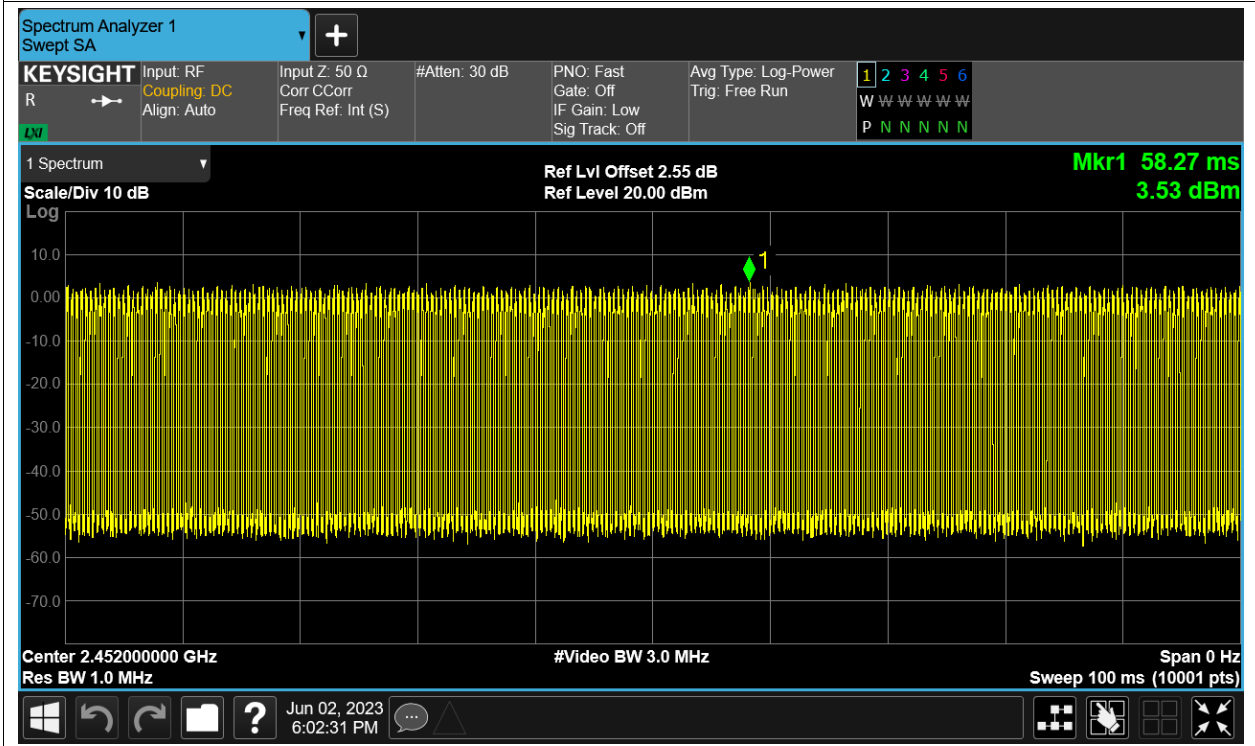 Spectrum Analyzer 1
Swept SA
KEYSIGHT
R
LXI
Input: RF
Coupling: DC
Align: Auto
Input Z: 50 Ω
Corr CCorr
Freq Ref: Int (S)
#Atten: 30 dB
PNO: Fast
Gate: Off
IF Gain: Low
Sig Track: Off
Avg Type: Log-Power
Trig: Free Run
1 2 3 4 5 6
W W W W W W
P N N N N N
1 Spectrum
Scale/Div 10 dB
Ref Lvl Offset 2.55 dB
Ref Level 20.00 dBm
Mkr1 58.27 ms
3.53 dBm
Log
10.0
0.00
-10.0
-20.0
-30.0
-40.0
-50.0
-60.0
-70.0
1
Center 2.452000000 GHz
Res BW 1.0 MHz
#Video BW 3.0 MHz
Span 0 Hz
Sweep 100 ms (10001 pts)
?
Jun 02, 2023
6:02:31 PM